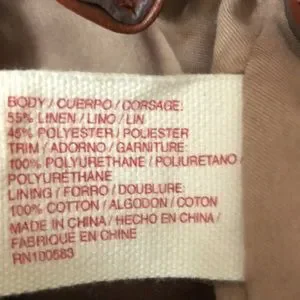 BODY / CUERPO / CORSAGE:
55% LINEN / LINO / LIN
45% POLYESTER / POLIESTER
TRIM / ADORNO / GARNITURE:
100% POLYURETHANE / POLIURETANO /
POLYURÉTHANE
LINING / FORRO / DOUBLURE:
100% COTTON / ALGODON / COTON
MADE IN CHINA / HECHO EN CHINA /
FABRIQUE EN CHINE
RN100583